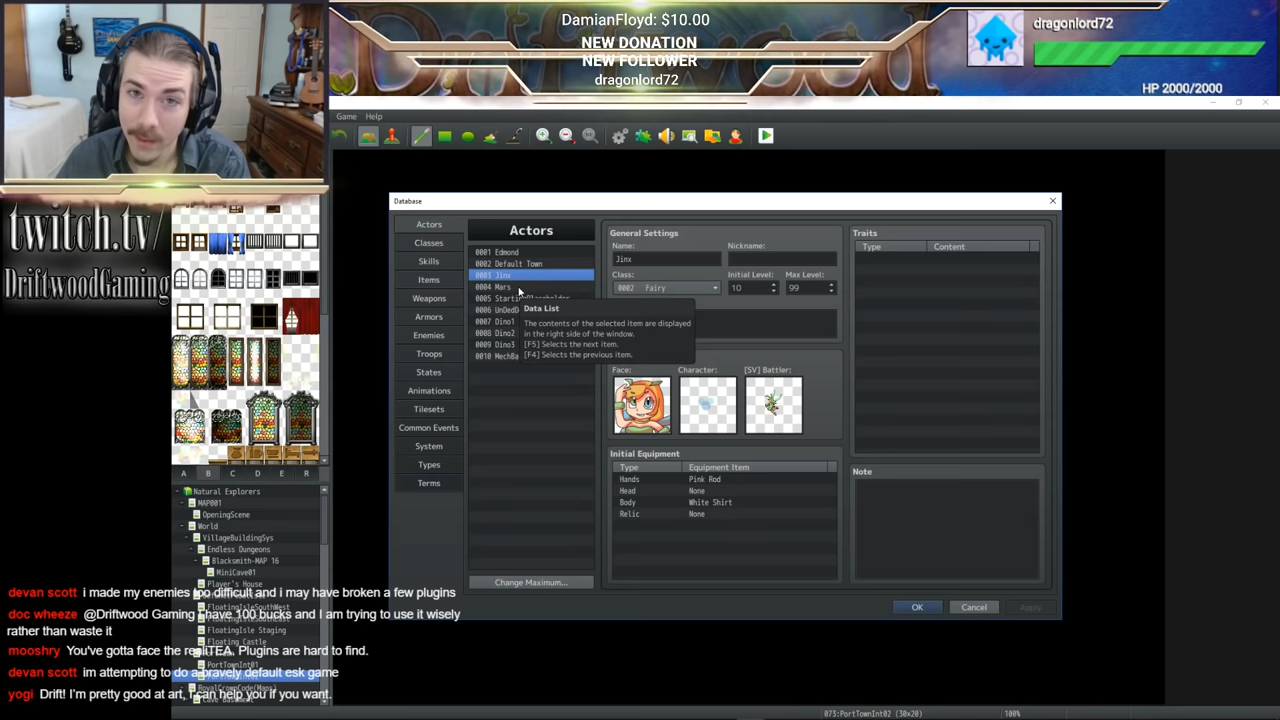 DamianFloyd: $10.00
NEW DONATION
NEW FOLLOWER
dragonlord72
dragonlord72
HP 2000/2000
twitch.tv/
DriftwoodGaming
Game Help
Database
Actors
Classes
Skills
Items
Weapons
Armors
Enemies
Troops
States
Animations
Tilesets
Common Events
System
Types
Terms
Actors
0001 Edmond
0002 Default Town
0003 Jinx
0004 Mars
0005
0006
0007 Dino1
0008 Dino2
0009 Dino3
0010
Data List
The contents of the selected item are displayed
in the right side of the window.
[F5] Selects the next item.
[F4] Selects the previous item.
Change Maximum...
General Settings
Name: Nickname:
Jinx
Class: Initial Level: Max Level:
0002 Fairy 10 99
Face: Character: [SV] Battler:
Initial Equipment
Type Equipment Item
Hands Pink Rod
Head None
Body White Shirt
Relic None
Traits
Type Content
Note
OK Cancel Apply
A B C D E R
Natural Explorers
MAP001
OpeningScene
World
VillageBuildingSys
Endless Dungeons
Blacksmith-MAP 16
MiniCave01
Player's House
FloatingIsleSouthWest
FloatingIsle Staging
Floating Castle
PortTownInt01
RoyalCrownCode(Maps)
Cave Basement
devan scott i made my enemies too difficult and i may have broken a few plugins
doc wheeze @Driftwood Gaming I have 100 bucks and I am trying to use it wisely
rather than waste it
mooshry You've gotta face the realiTEA. Plugins are hard to find.
devan scott im attempting to do a bravely default esk game
yogi Drift! I'm pretty good at art, I can help you if you want.
073:PortTownInt02 (30x20) 100%